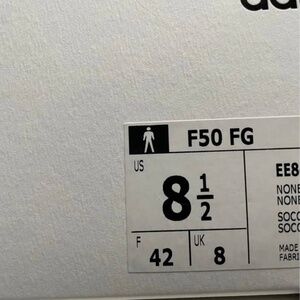 F50 FG
US
8 1/2
F
42
UK
8
EE8
NONE
NONE
SOCC
SOCC
MADE
FABRI